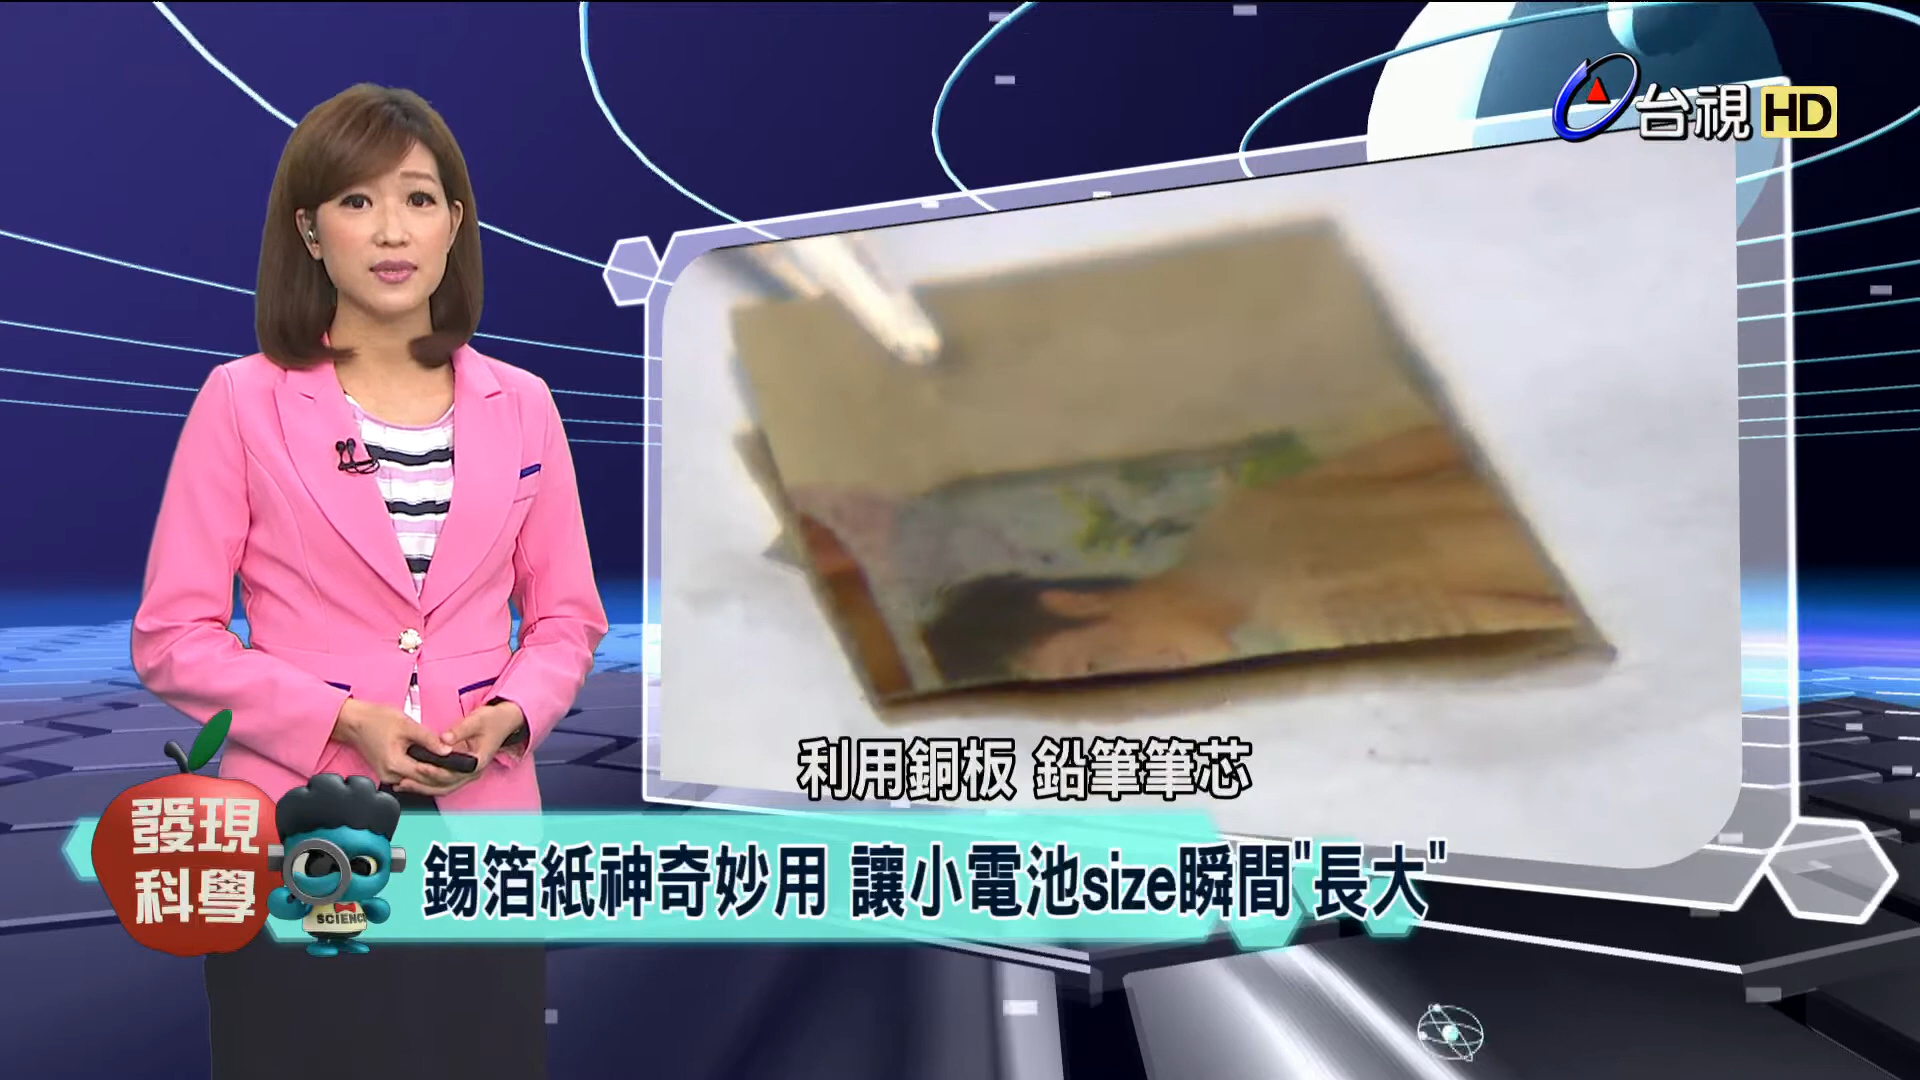 台視 HD
利用銅板 鉛筆筆芯
發現
科學
SCIENC
錫箔紙神奇妙用 讓小電池size瞬間"長大"